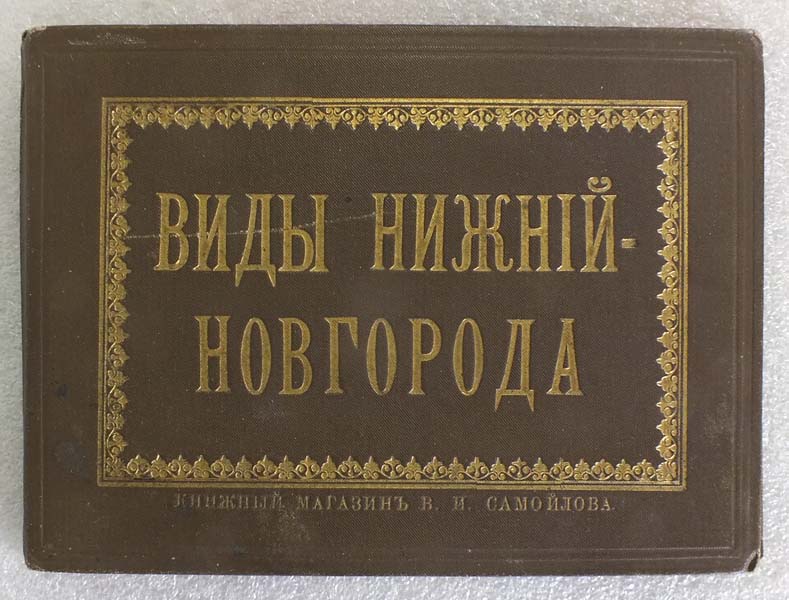 ВИДЫ НИЖНІЙ-
НОВГОРОДА
КНИЖНЫЙ МАГАЗИНЪ В. И. САМОЙЛОВА.